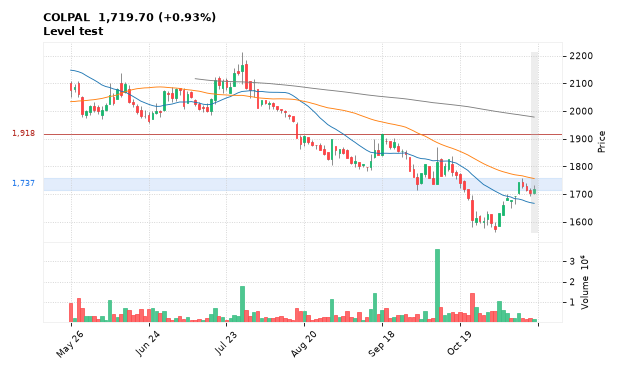 COLPAL 1,719.70 (+0.93%)
Level test
2200
2100
2000
1,918
1900
1800
1,737
1700
1600
Price
3
2
1
Volume 10⁶
May 26
Jun 24
Jul 23
Aug 20
Sep 18
Oct 19